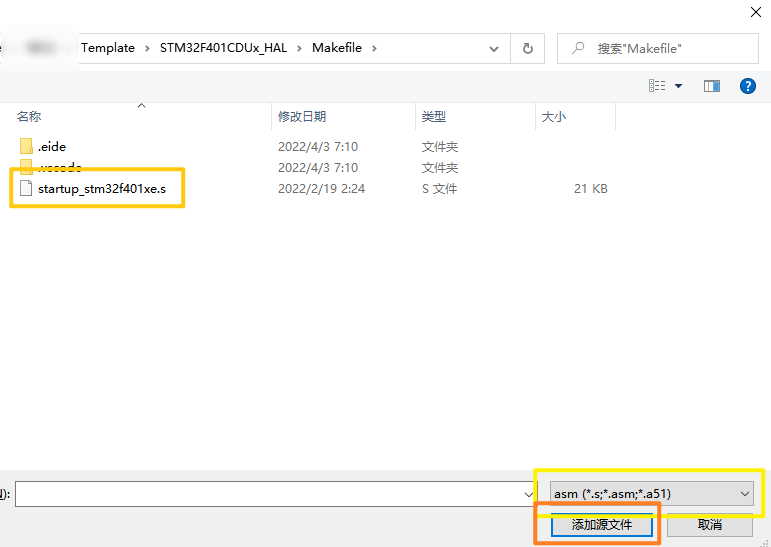 Template > STM32F401CDUx_HAL > Makefile >
搜索"Makefile"
名称 修改日期 类型 大小
.eide 2022/4/3 7:10 文件夹
.vscode 2022/4/3 7:10 文件夹
startup_stm32f401xe.s 2022/2/19 2:24 S 文件 21 KB
asm (*.s;*.asm;*.a51)
添加源文件 取消